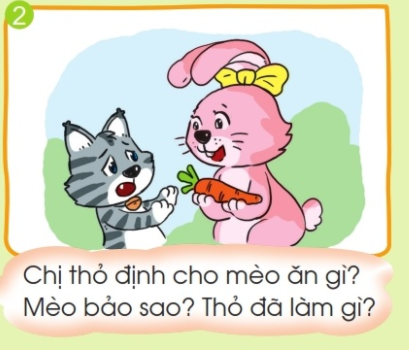 2
Chị thỏ định cho mèo ăn gì?
Mèo bảo sao? Thỏ đã làm gì?